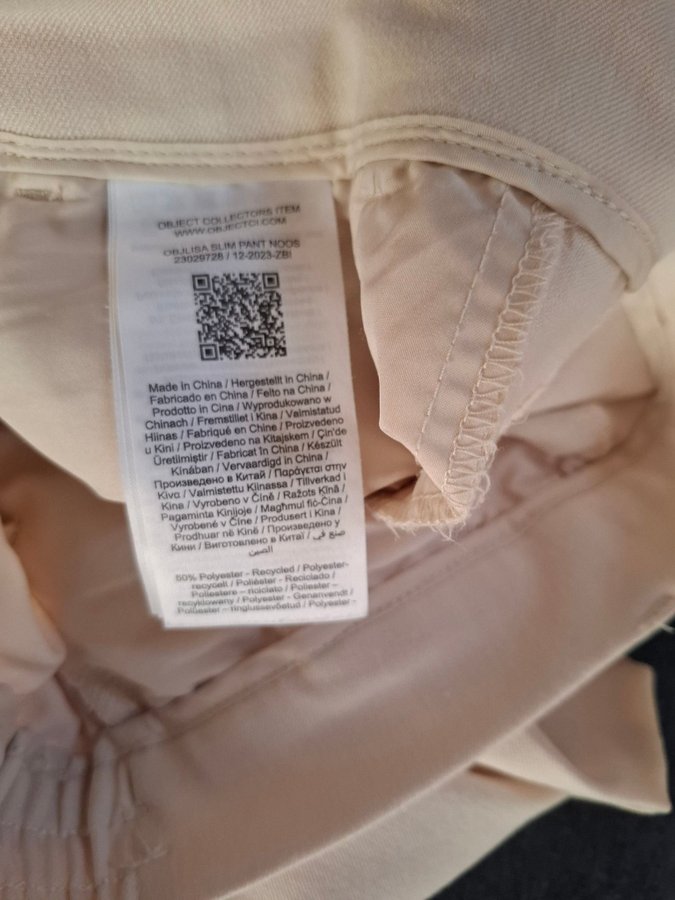 OBJECT COLLECTORS ITEM
WWW.OBJECTCI.COM
OBJLISA SLIM PANT NOOS
23029728 / 12-2023-ZBI
Made in China / Hergestellt in China /
Fabricado en China / Feito na China /
Prodotto in Cina / Wyprodukowano w
Chinach / Fremstillet i Kina / Valmistatud
Hiinas / Fabriqué en Chine / Proizvedeno
u Kini / Proizvedeno na Kitajskem / Çin'de
Üretilmiştir / Fabricat în China / Készült
Kínában / Vervaardigd in China /
Произведено в Китай / Παράγεται στην
Κίνα / Valmistettu Kiinassa / Tillverkad i
Kina / Vyrobeno v Číně / Ražots Ķīnā /
Pagaminta Kinijoje / Magħmul fiċ-Ċina /
Vyrobené v Číne / Produsert i Kina /
Prodhuar në Kinë / Произведено у
Кини / Виготовлено в Китаї / صنع في
الصين
50% Polyester - Recycled / Polyester-
recycelt / Poliéster - Reciclado /
Poliestere – riciclato / Poliester –
recyklowany / Polyester - Genanvendt /
Polüester – ringlussevõetud / Polyester -